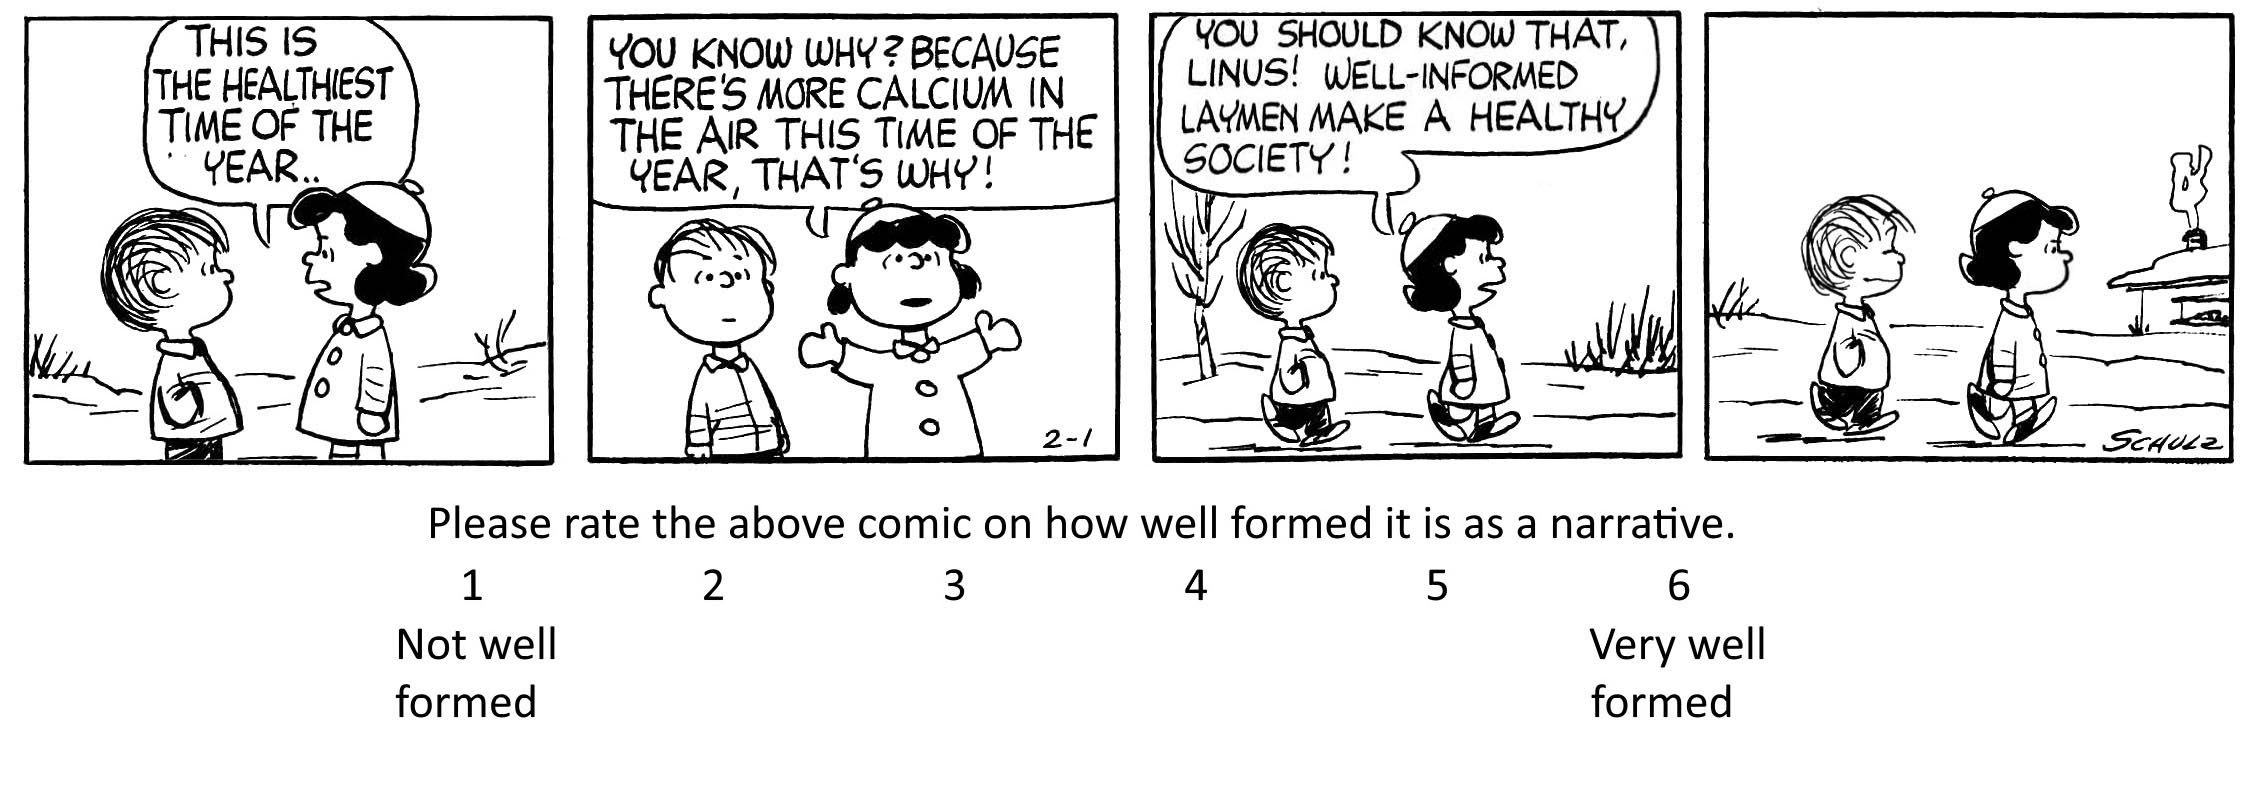 THIS IS
THE HEALTHIEST
TIME OF THE
YEAR..
YOU KNOW WHY? BECAUSE
THERE'S MORE CALCIUM IN
THE AIR THIS TIME OF THE
YEAR, THAT'S WHY!
2-1
YOU SHOULD KNOW THAT,
LINUS! WELL-INFORMED
LAYMEN MAKE A HEALTHY
SOCIETY!
SCHULZ
Please rate the above comic on how well formed it is as a narrative.
1 2 3 4 5 6
Not well
formed
Very well
formed